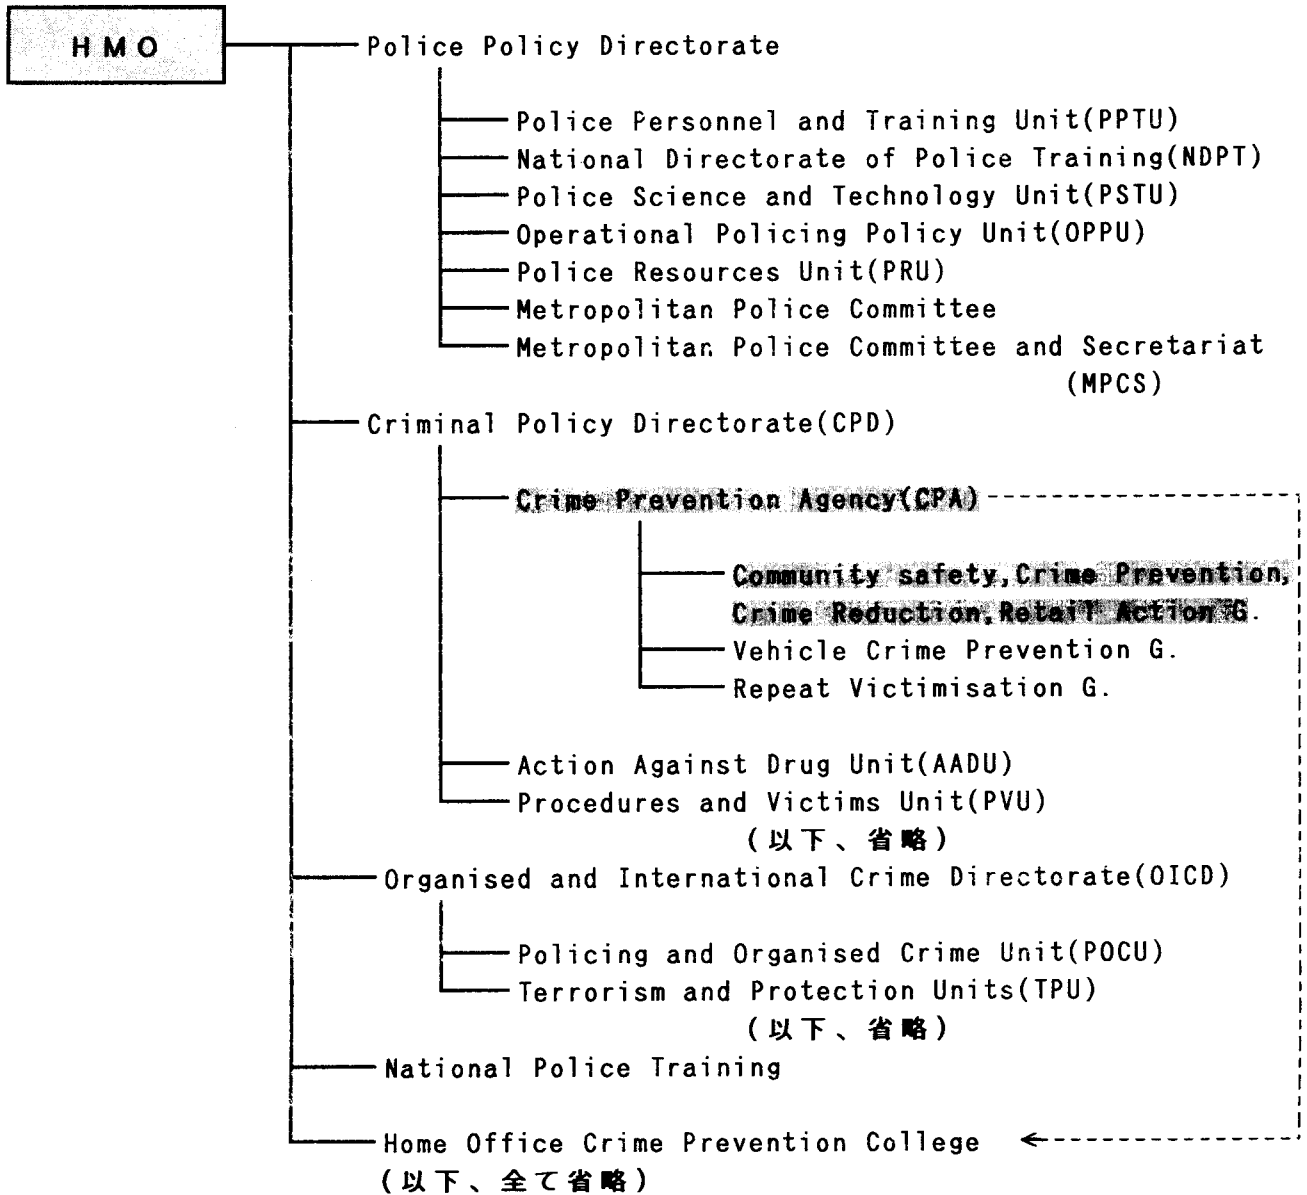 HMO
Police Policy Directorate
Police Personnel and Training Unit(PPTU)
National Directorate of Police Training(NDPT)
Police Science and Technology Unit(PSTU)
Operational Policing Policy Unit(OPPU)
Police Resources Unit(PRU)
Metropolitan Police Committee
Metropolitan Police Committee and Secretariat
(MPCS)
Criminal Policy Directorate(CPD)
Crime Prevention Agency(CPA)
Community safety,Crime Prevention,
Crime Reduction,Retail Action G.
Vehicle Crime Prevention G.
Repeat Victimisation G.
Action Against Drug Unit(AADU)
Procedures and Victims Unit(PVU)
(以下、省略)
Organised and International Crime Directorate(OICD)
Policing and Organised Crime Unit(POCU)
Terrorism and Protection Units(TPU)
(以下、省略)
National Police Training
Home Office Crime Prevention College
(以下、全て省略)